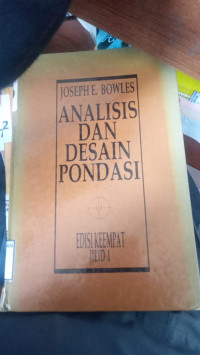 JOSEPH E. BOWLES
ANALISIS
DAN
DESAIN
PONDASI
EDISI KEEMPAT
JILID 1